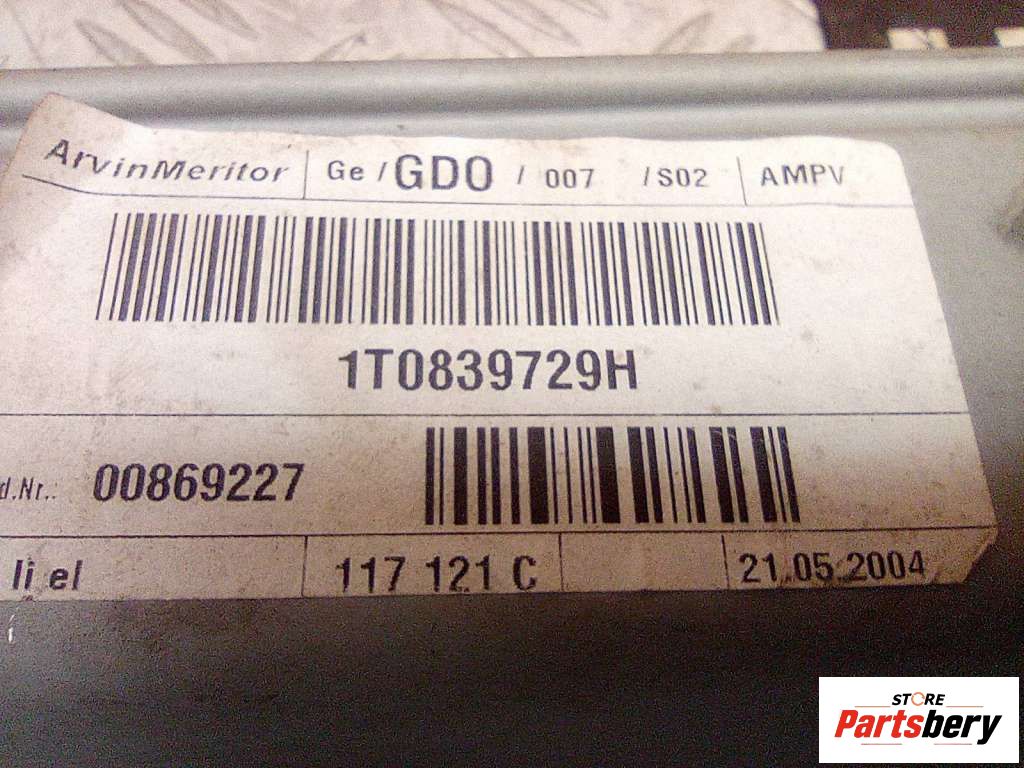 ArvinMeritor Ge / GDO / 007 / S02 AMPV
1T0839729H
d.Nr.: 00869227
li el 117 121 C 21.05.2004
STORE
Partsbery